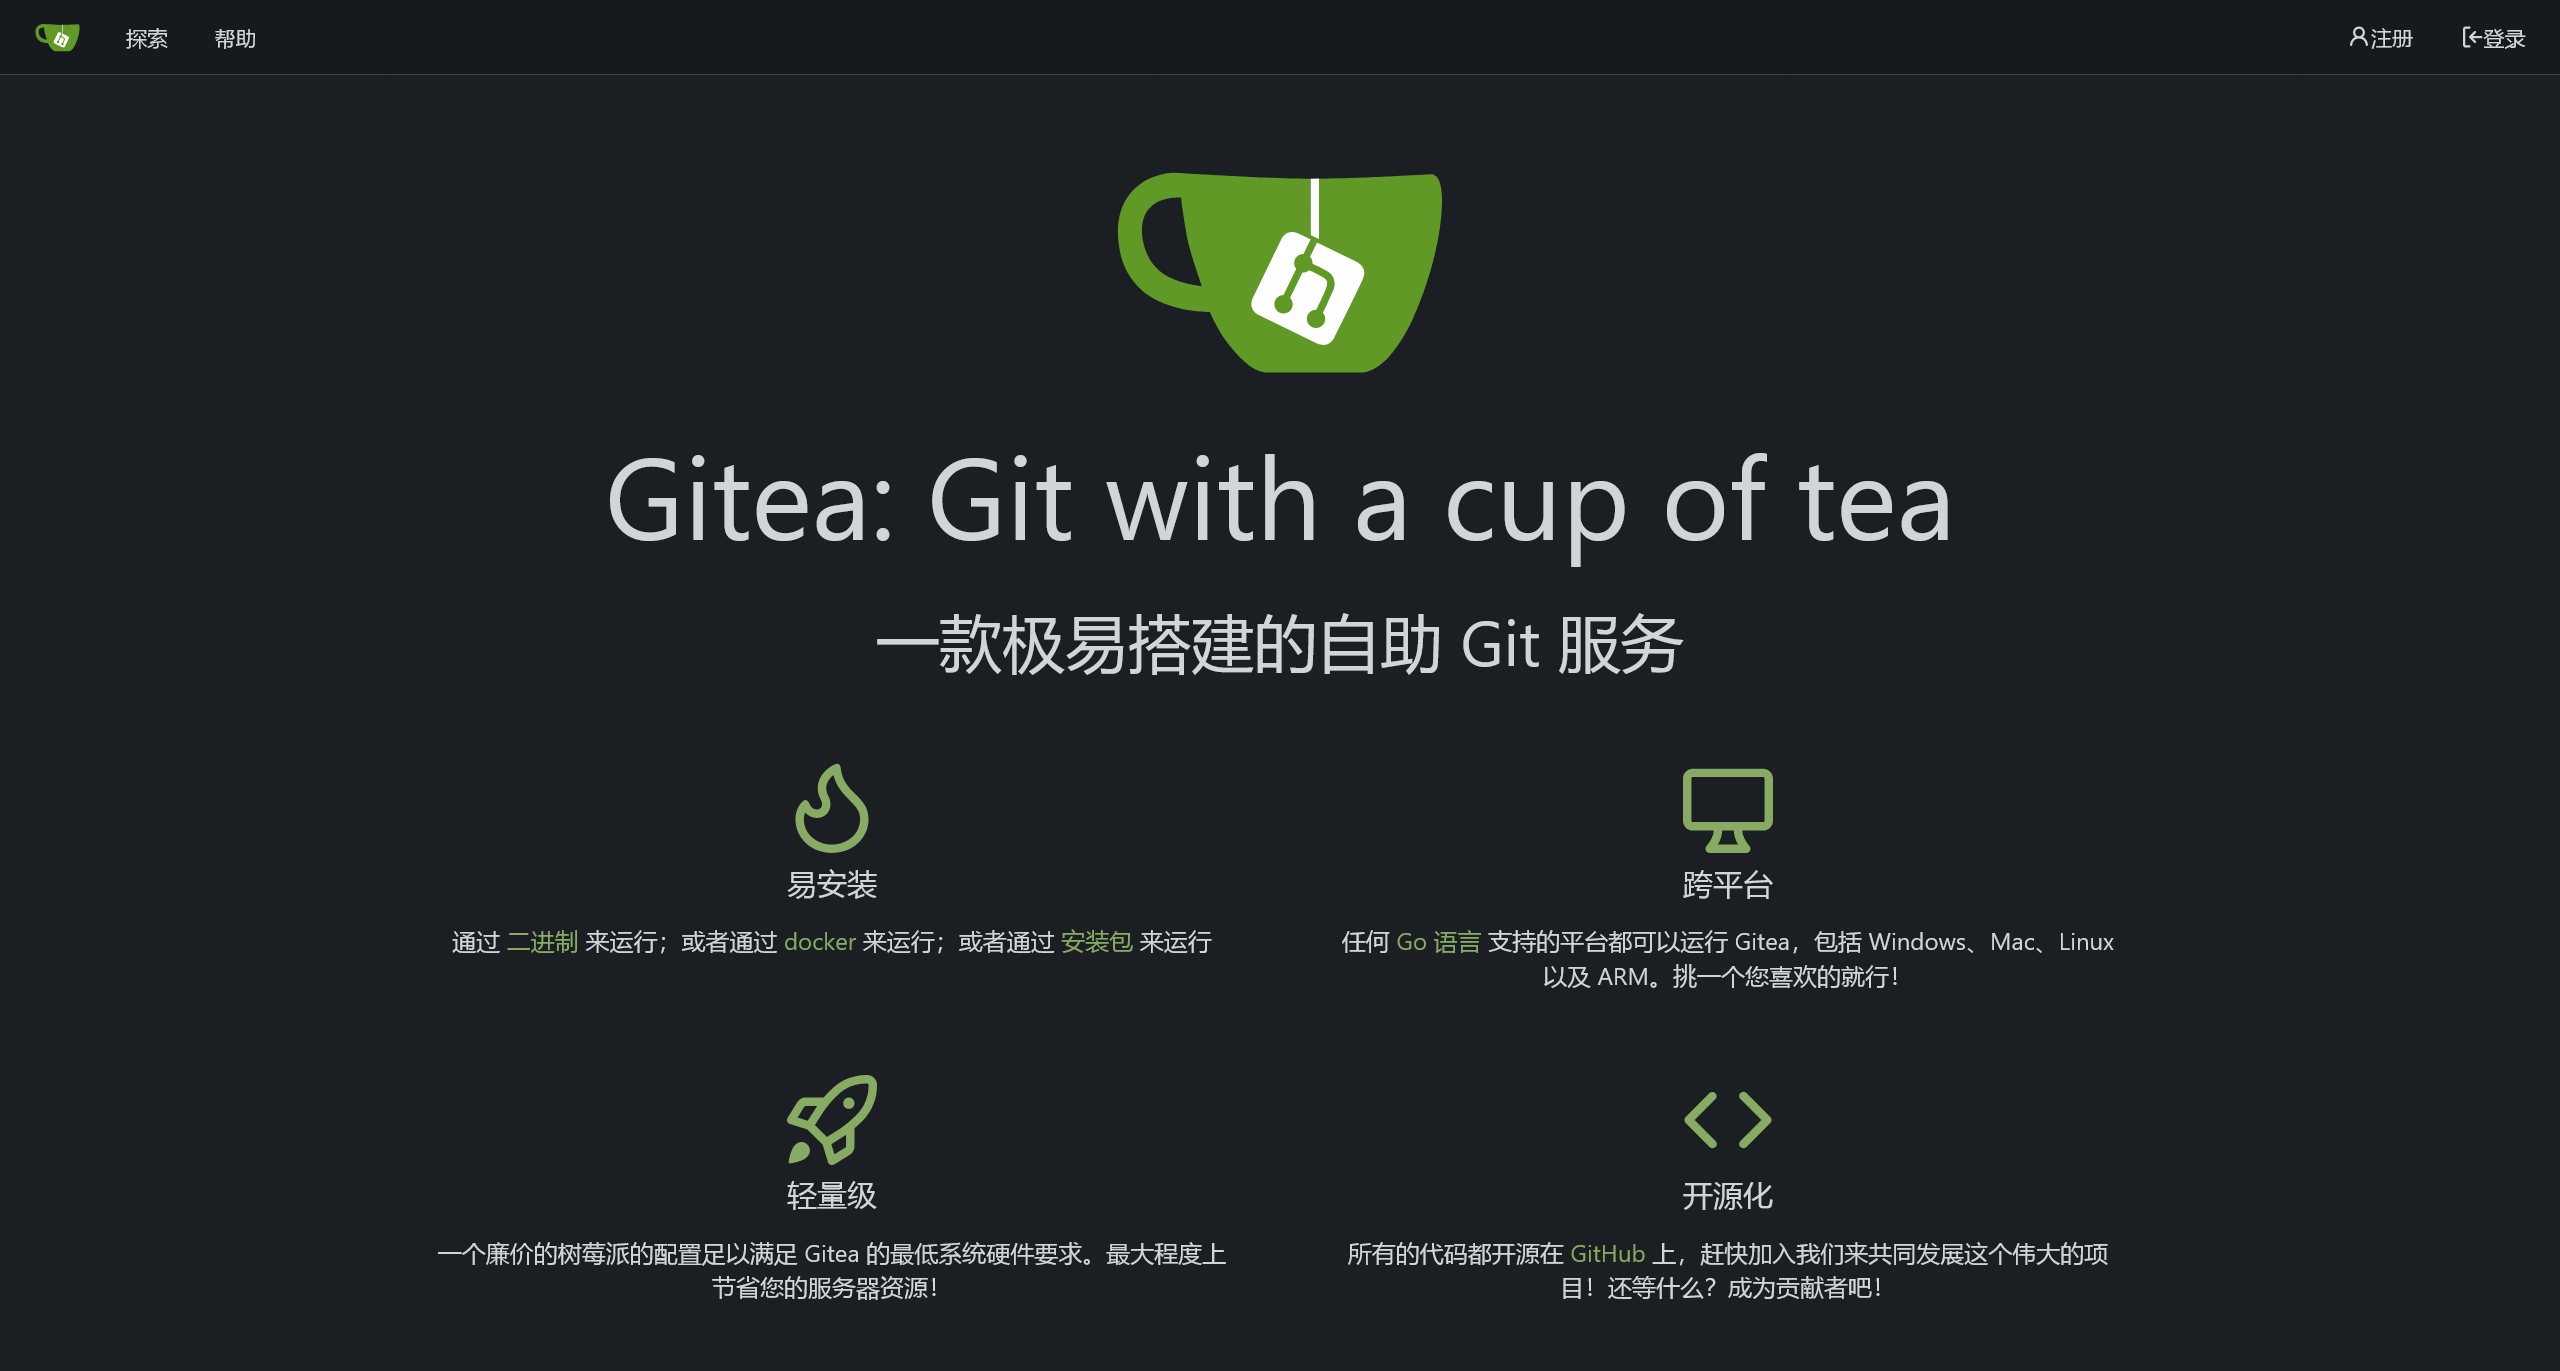 探索 帮助 注册 登录
Gitea: Git with a cup of tea
一款极易搭建的自助 Git 服务
易安装
通过 二进制 来运行；或者通过 docker 来运行；或者通过 安装包 来运行
跨平台
任何 Go 语言 支持的平台都可以运行 Gitea，包括 Windows、Mac、Linux
以及 ARM。挑一个您喜欢的就行！
轻量级
一个廉价的树莓派的配置足以满足 Gitea 的最低系统硬件要求。最大程度上
节省您的服务器资源！
开源化
所有的代码都开源在 GitHub 上，赶快加入我们来共同发展这个伟大的项
目！还等什么？成为贡献者吧！